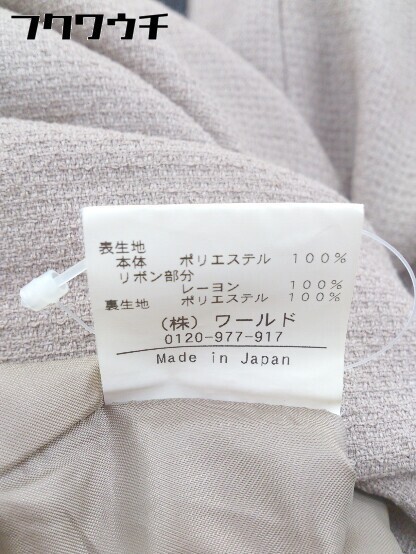 フクワウチ
表生地
本体 ポリエステル 100%
リボン部分
レーヨン 100%
裏生地 ポリエステル 100%
(株) ワールド
0120-977-917
Made in Japan